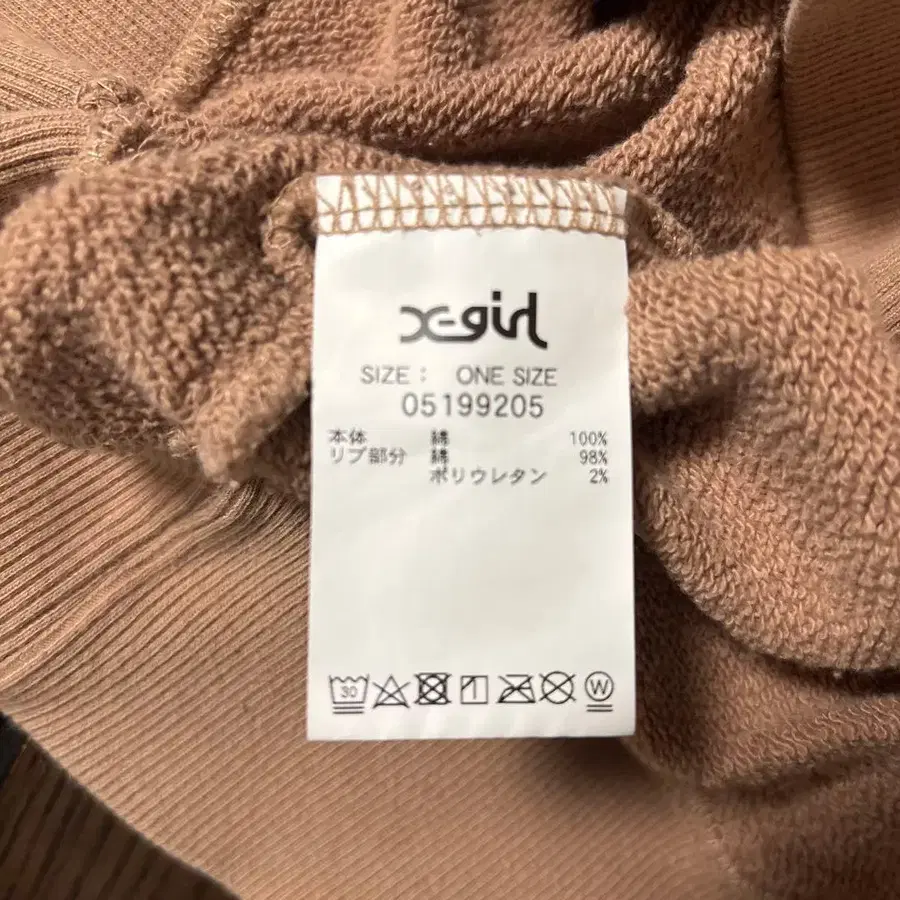 X-girl
SIZE : ONE SIZE
05199205
本体 綿 100%
リブ部分 綿 98%
ポリウレタン 2%
30 W